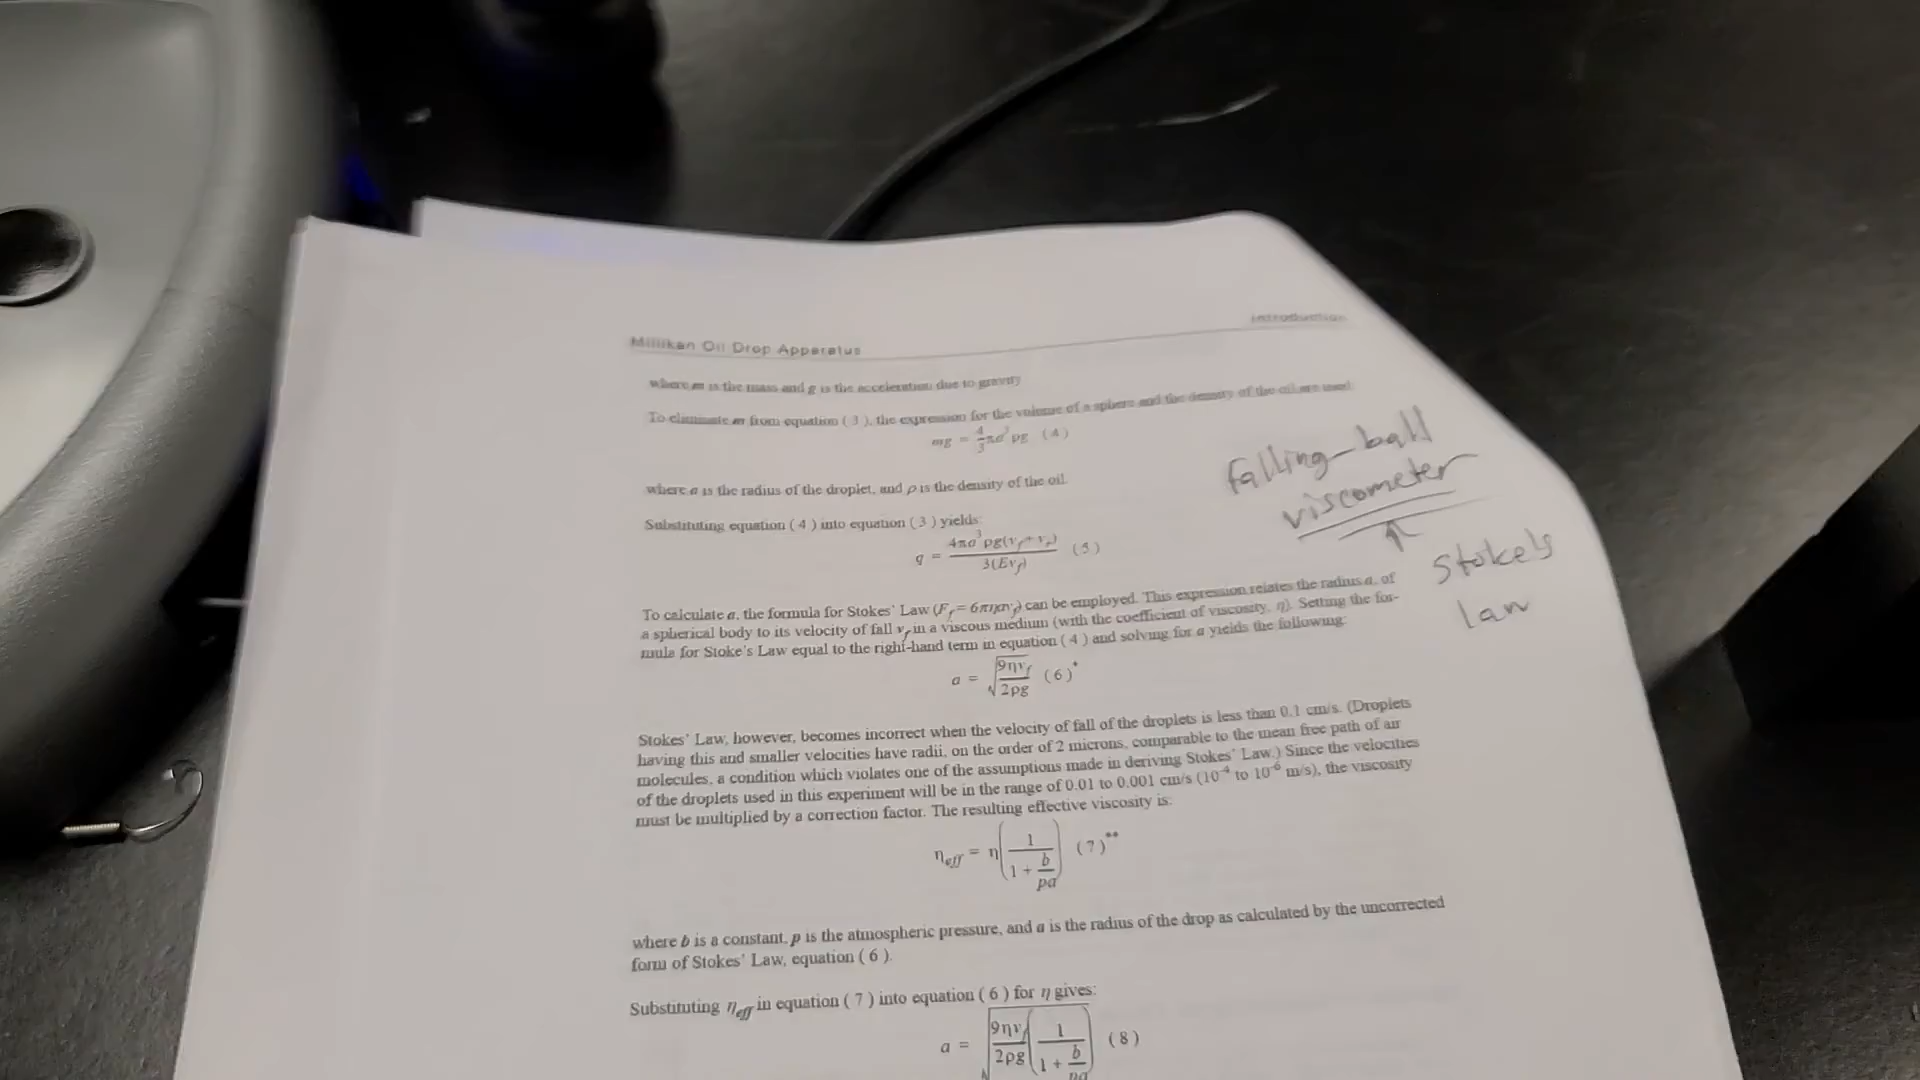 Introduction
Millikan Oil Drop Apparatus
where m is the mass and g is the acceleration due to gravity
To eliminate m from equation ( 3 ), the expression for the volume of a sphere and the density of the oil are used:
mg = 4/3 πa³ρg ( 4 )
where a is the radius of the droplet, and ρ is the density of the oil.
Substituting equation ( 4 ) into equation ( 3 ) yields:
q = 4πa³ρg(v_f + v_r) / 3(Ev_f) ( 5 )
falling-ball
viscometer
Stoke's
law
To calculate a, the formula for Stokes' Law (F_f = 6πηav_f) can be employed. This expression relates the radius a, of
a spherical body to its velocity of fall v_f in a viscous medium (with the coefficient of viscosity, η). Setting the for-
mula for Stoke's Law equal to the right-hand term in equation ( 4 ) and solving for a yields the following:
a = √(9ηv_f / 2ρg) ( 6 )*
Stokes' Law, however, becomes incorrect when the velocity of fall of the droplets is less than 0.1 cm/s. (Droplets
having this and smaller velocities have radii, on the order of 2 microns, comparable to the mean free path of air
molecules, a condition which violates one of the assumptions made in deriving Stokes' Law.) Since the velocities
of the droplets used in this experiment will be in the range of 0.01 to 0.001 cm/s (10⁻⁴ to 10⁻⁶ m/s), the viscosity
must be multiplied by a correction factor. The resulting effective viscosity is:
η_eff = η(1 / (1 + b/pa)) ( 7 )**
where b is a constant, p is the atmospheric pressure, and a is the radius of the drop as calculated by the uncorrected
form of Stokes' Law, equation ( 6 ).
Substituting η_eff in equation ( 7 ) into equation ( 6 ) for η gives:
a = √(9ηv_f / 2ρg (1 / (1 + b/pa))) ( 8 )